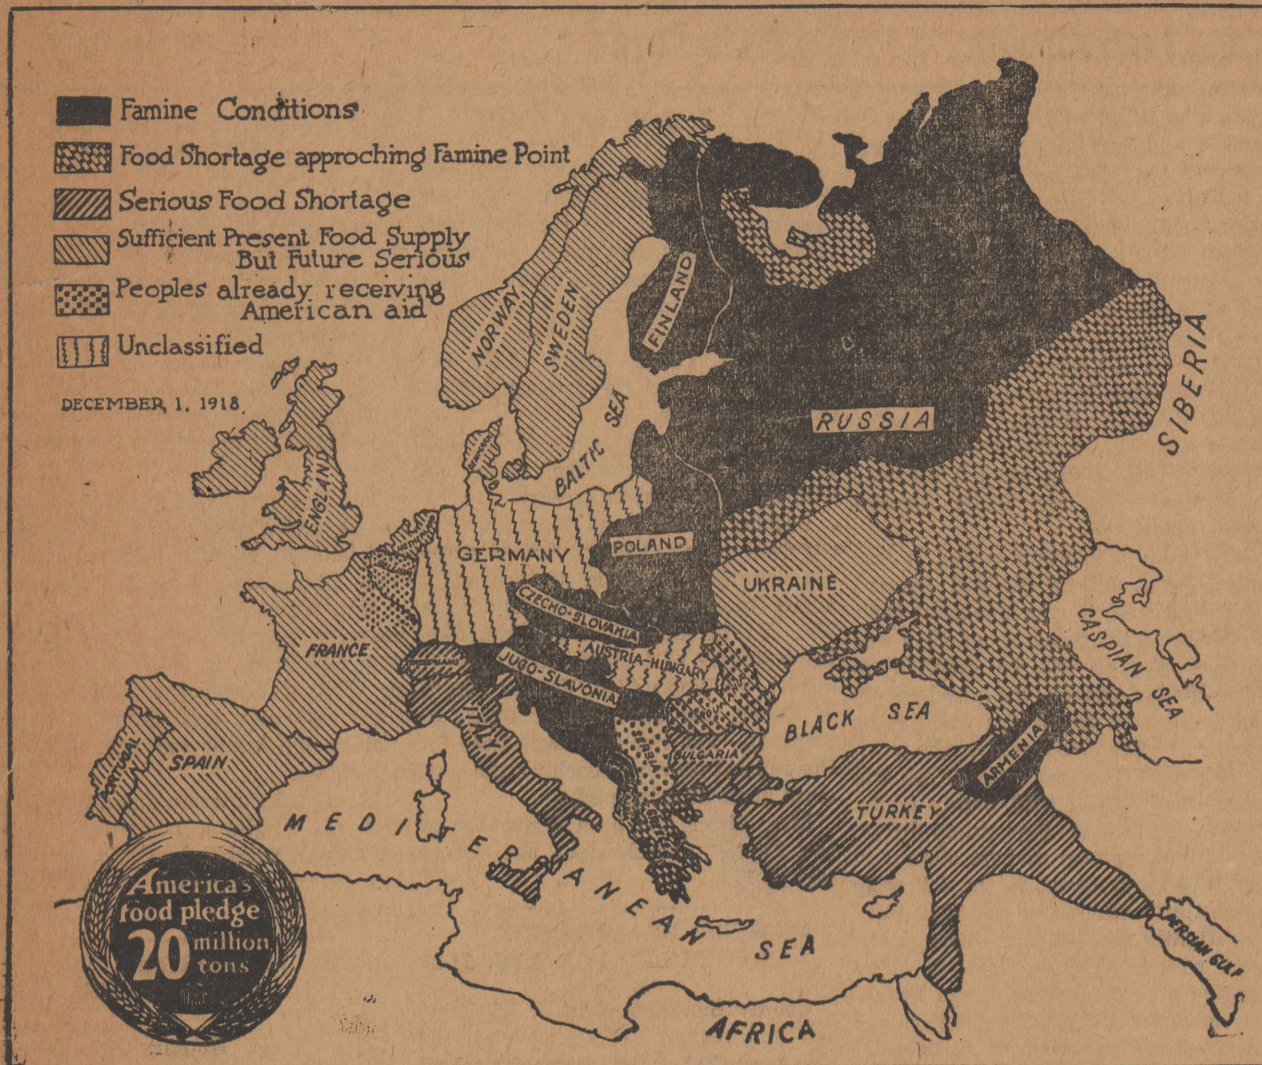 Famine Conditions
Food Shortage approching Famine Point
Serious Food Shortage
Sufficient Present Food Supply
But Future Serious
Peoples already receiving
American aid
Unclassified
DECEMBER 1, 1918
NORWAY
SWEDEN
FINLAND
BALTIC SEA
RUSSIA
SIBERIA
ENGLAND
GERMANY
POLAND
UKRAINE
CZECHO-SLOVAKIA
AUSTRIA-HUNGARY
JUGO-SLAVONIA
FRANCE
ITALY
SERBIA
BULGARIA
BLACK SEA
CASPIAN SEA
ARMENIA
TURKEY
PORTUGAL
SPAIN
MEDITERRANEAN SEA
PERSIAN GULF
AFRICA
America's
food pledge
20 million
tons